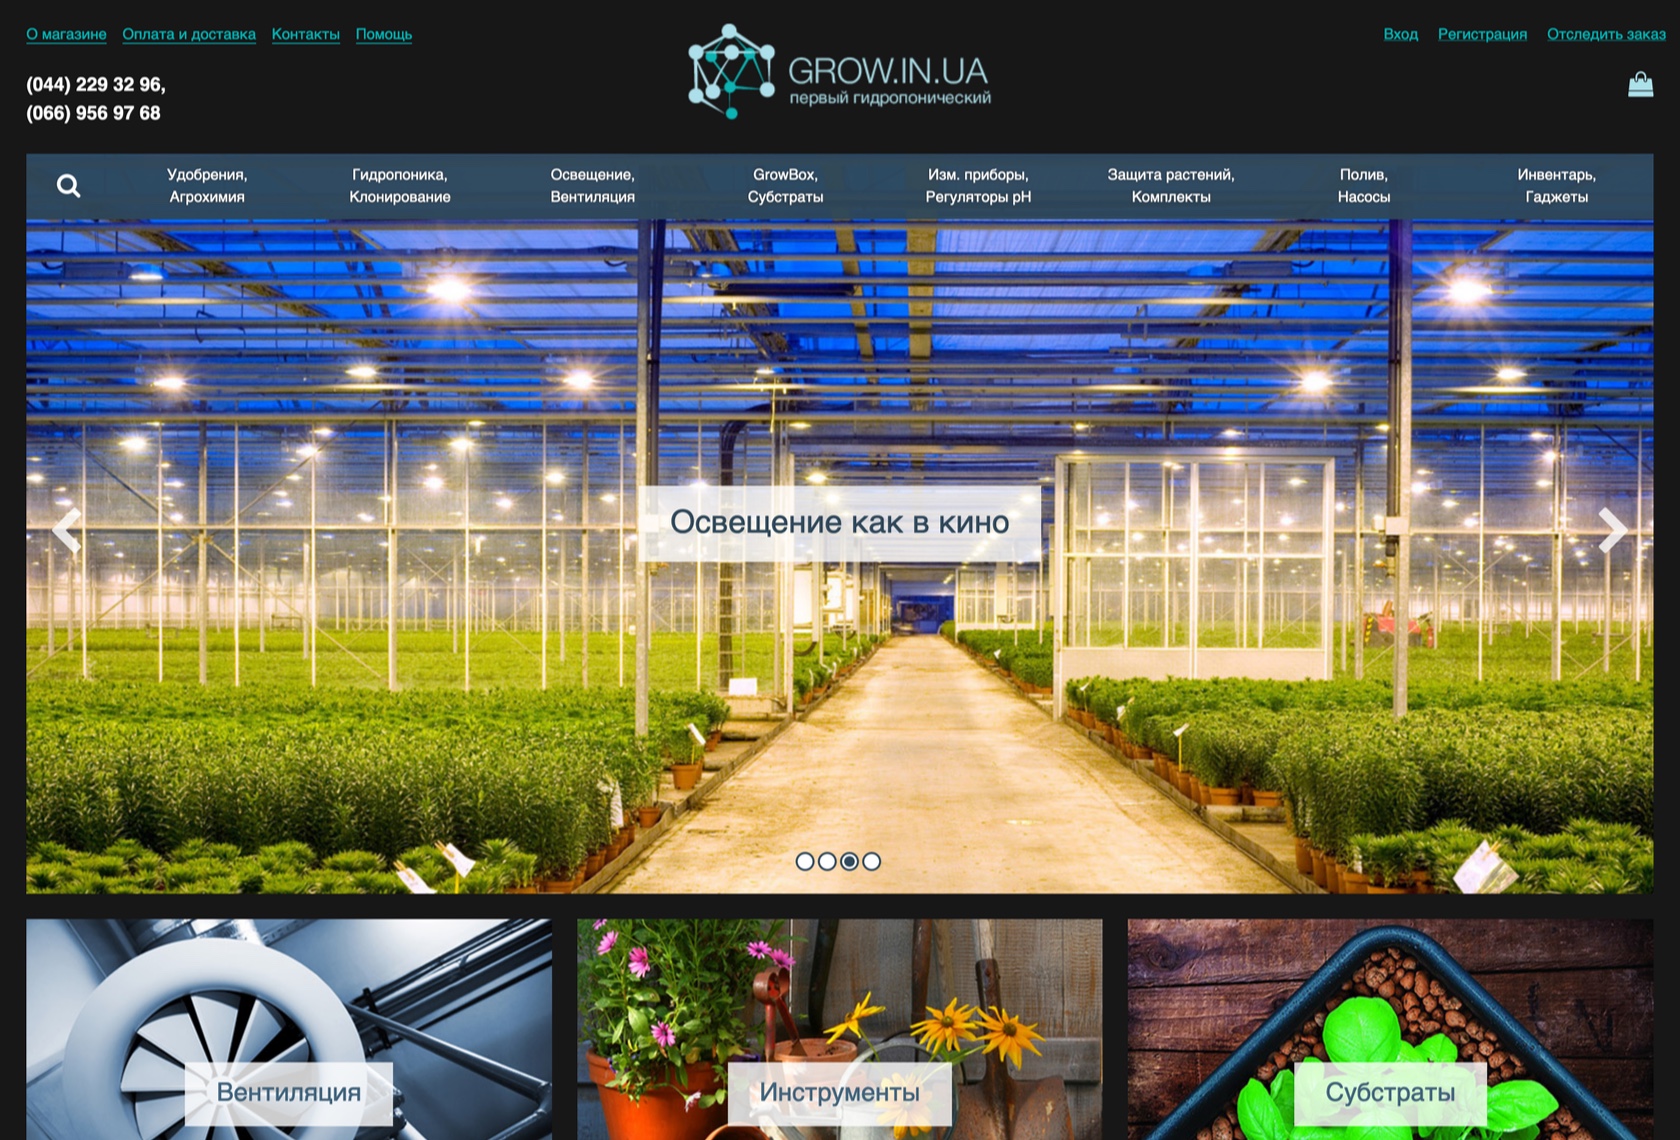 О магазине Оплата и доставка Контакты Помощь
Вход Регистрация Отследить заказ
(044) 229 32 96,
(066) 956 97 68
GROW.IN.UA
первый гидропонический
Удобрения,
Агрохимия
Гидропоника,
Клонирование
Освещение,
Вентиляция
GrowBox,
Субстраты
Изм. приборы,
Регуляторы pH
Защита растений,
Комплекты
Полив,
Насосы
Инвентарь,
Гаджеты
Освещение как в кино
Вентиляция
Инструменты
Субстраты